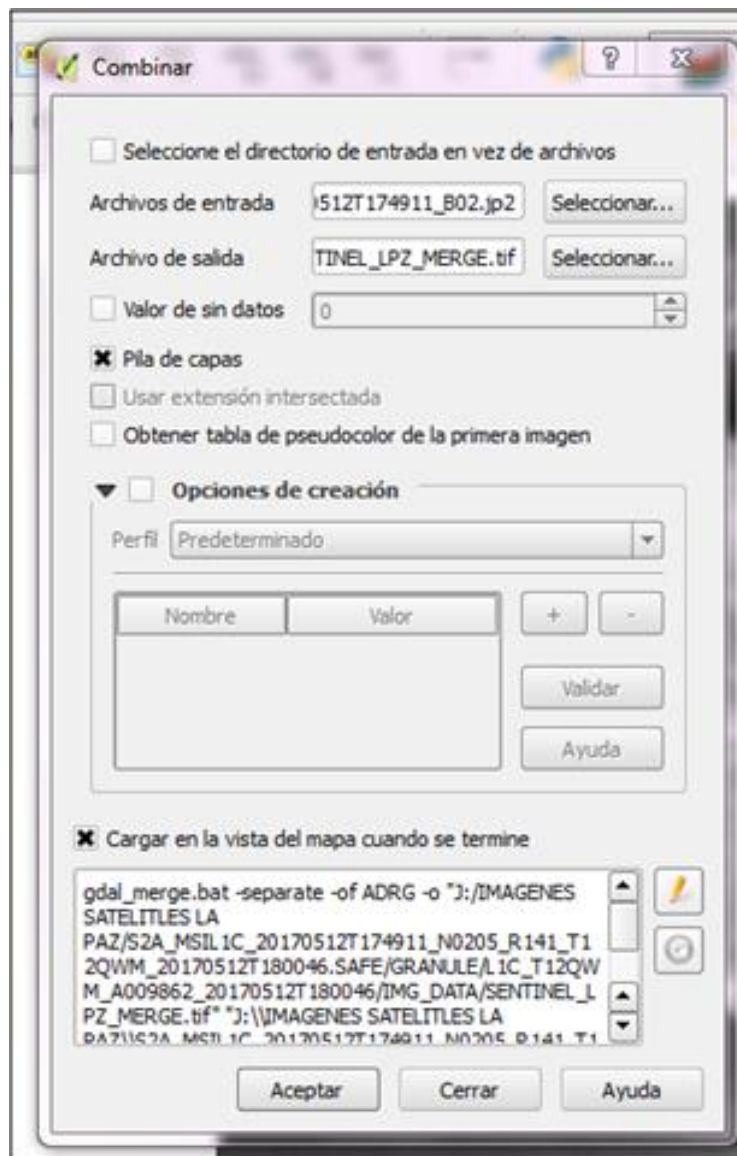 Combinar
Seleccione el directorio de entrada en vez de archivos
Archivos de entrada 512T174911_B02.jp2 Seleccionar...
Archivo de salida TINEL_LPZ_MERGE.tif Seleccionar...
Valor de sin datos 0
Pila de capas
Usar extensión intersectada
Obtener tabla de pseudocolor de la primera imagen
Opciones de creación
Perfil Predeterminado
Nombre Valor + -
Validar
Ayuda
Cargar en la vista del mapa cuando se termine
gdal_merge.bat -separate -of ADRG -o "J:/IMAGENES
SATELITLES LA
PAZ/S2A_MSIL1C_20170512T174911_N0205_R141_T1
2QWM_20170512T180046.SAFE/GRANULE/L1C_T12QW
M_A009862_20170512T180046/IMG_DATA/SENTINEL_L
PZ_MERGE.tif" "J:\\IMAGENES SATELITLES LA
PAZ\\S2A_MSIL1C_20170512T174911_N0205_R141_T1
Aceptar Cerrar Ayuda